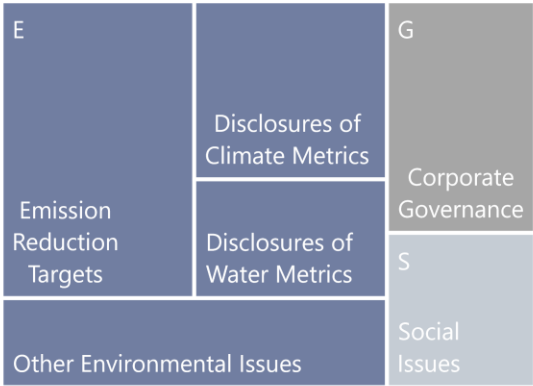 E
Emission
Reduction
Targets
Disclosures of
Climate Metrics
Disclosures of
Water Metrics
Other Environmental Issues
G
Corporate
Governance
S
Social
Issues